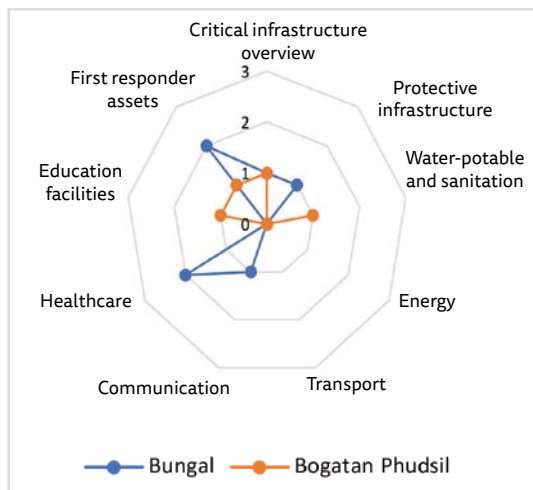 Critical infrastructure
overview
3
First responder
assets
Protective
infrastructure
2
Water-potable
and sanitation
Education
facilities
1
0
Healthcare
Energy
Communication
Transport
Bungal
Bogatan Phudsil